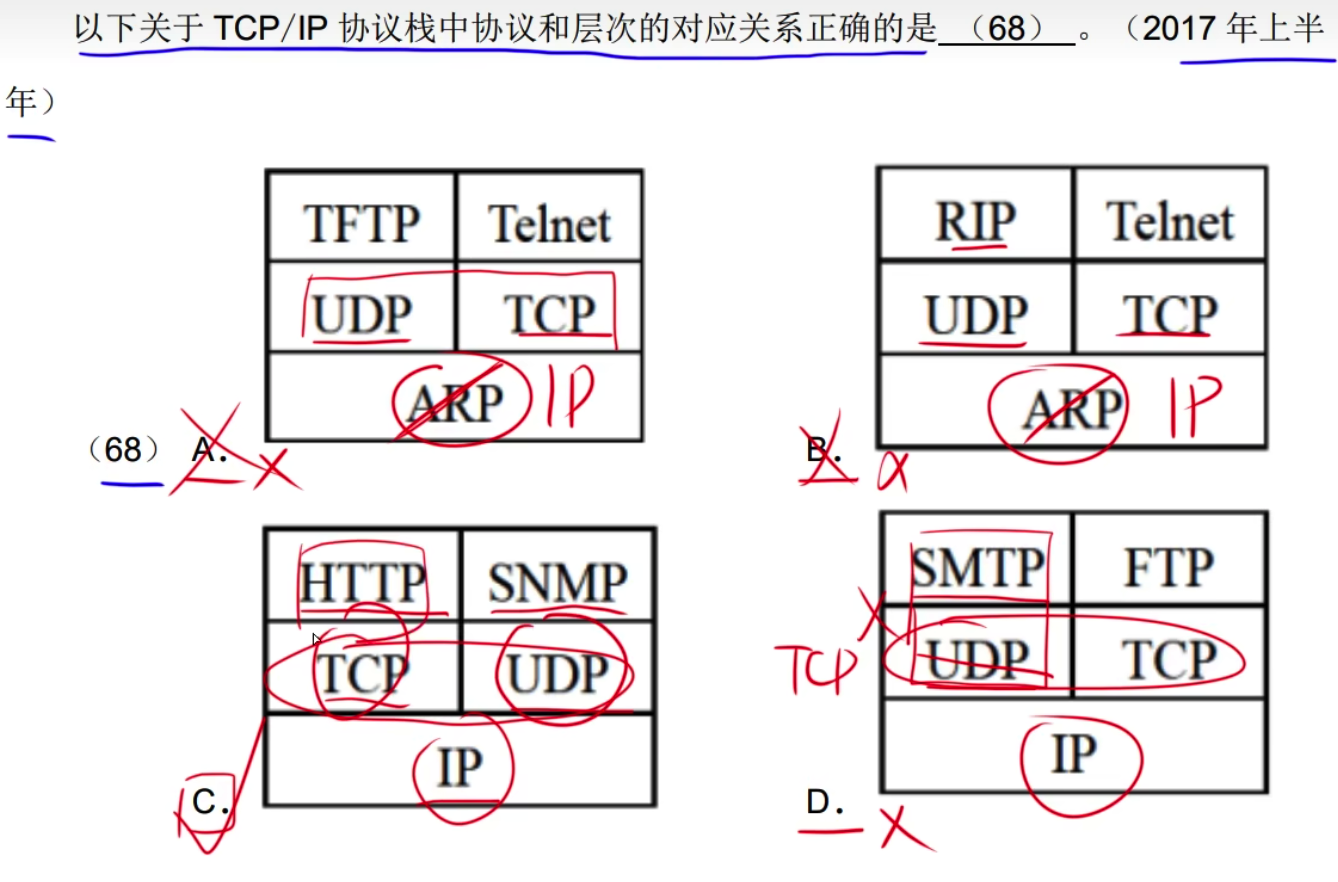 以下关于 TCP/IP 协议栈中协议和层次的对应关系正确的是 （68） 。（2017 年上半
年）
TFTP Telnet
UDP TCP
ARP IP
（68） A. X
RIP Telnet
UDP TCP
ARP IP
B. X
HTTP SNMP
TCP UDP
IP
C.
SMTP FTP
TCP X UDP TCP
IP
D. X